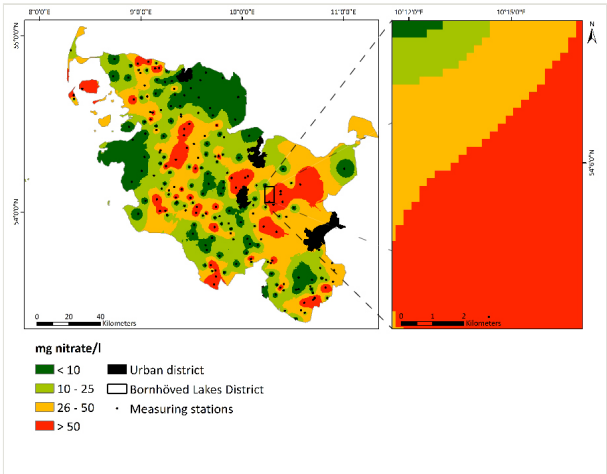 8°0'0"E 9°0'0"E 10°0'0"E 11°0'0"E 10°12'0"E 10°15'0"E
N
55°0'0"N
54°6'0"N
54°0'0"N
0 20 40
Kilometers
0 1 2
Kilometers
mg nitrate/l
< 10 Urban district
10 - 25 Bornhöved Lakes District
26 - 50 Measuring stations
> 50